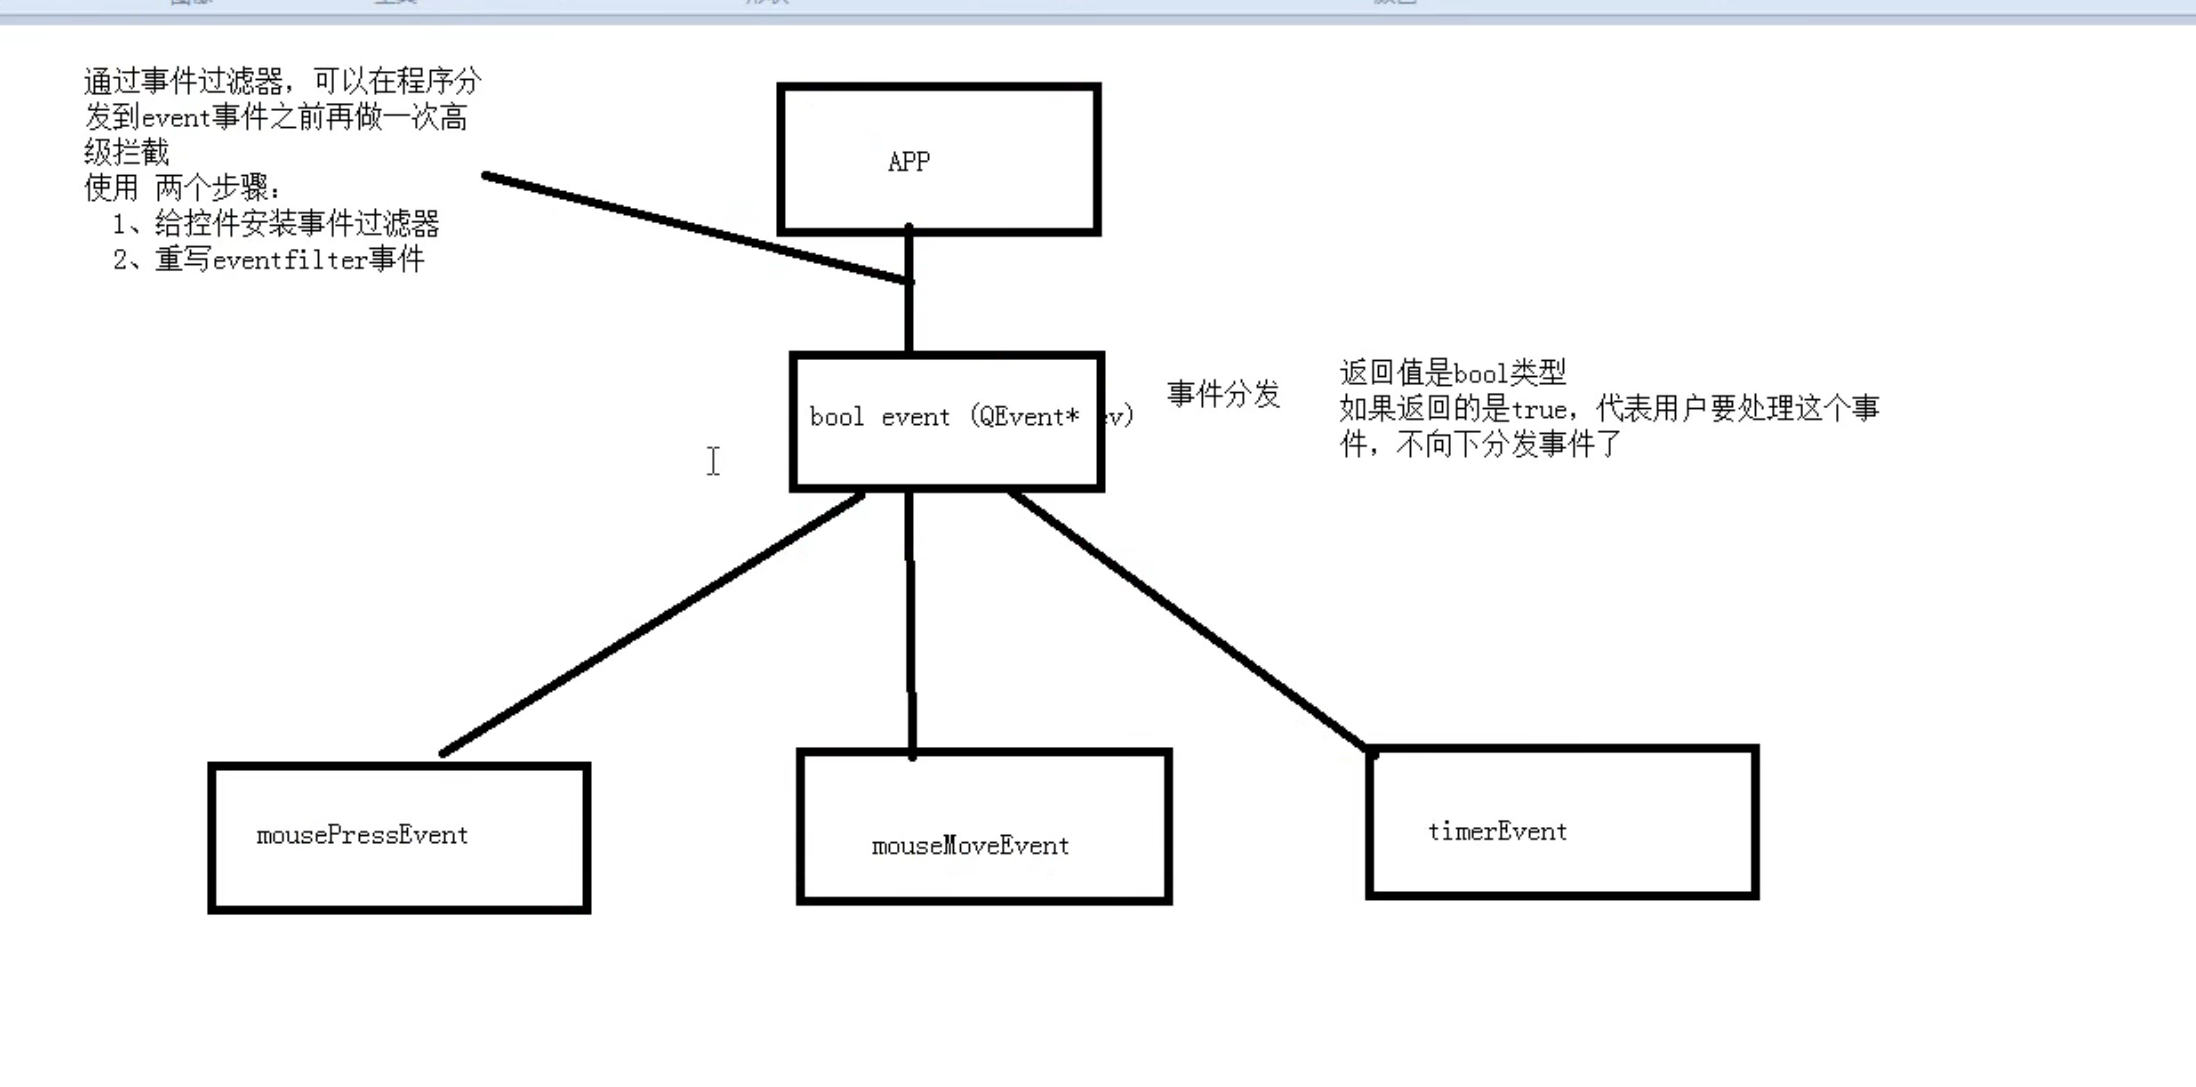 通过事件过滤器，可以在程序分
发到event事件之前再做一次高
级拦截
使用 两个步骤：
1、给控件安装事件过滤器
2、重写eventfilter事件
APP
bool event (QEvent* ev)
事件分发
返回值是bool类型
如果返回的是true，代表用户要处理这个事
件，不向下分发事件了
mousePressEvent
mouseMoveEvent
timerEvent